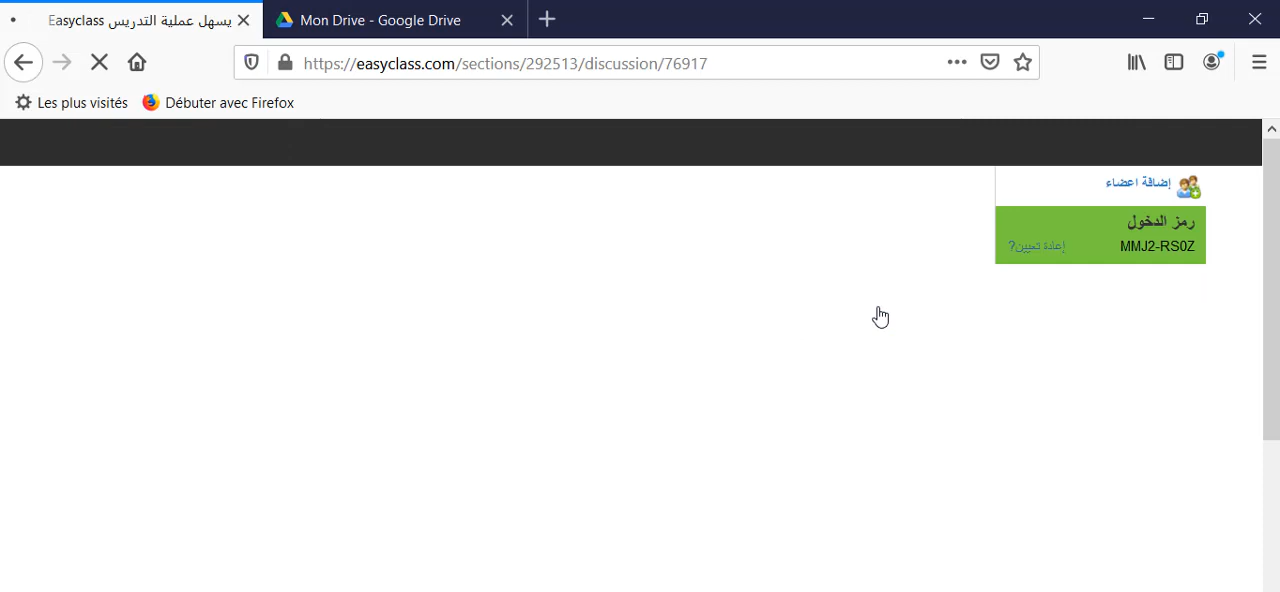 Easyclass يسهل عملية التدريس
Mon Drive - Google Drive
https://easyclass.com/sections/292513/discussion/76917
Les plus visités
Débuter avec Firefox
إضافة اعضاء
رمز الدخول
MMJ2-RS0Z
إعادة تعيين?